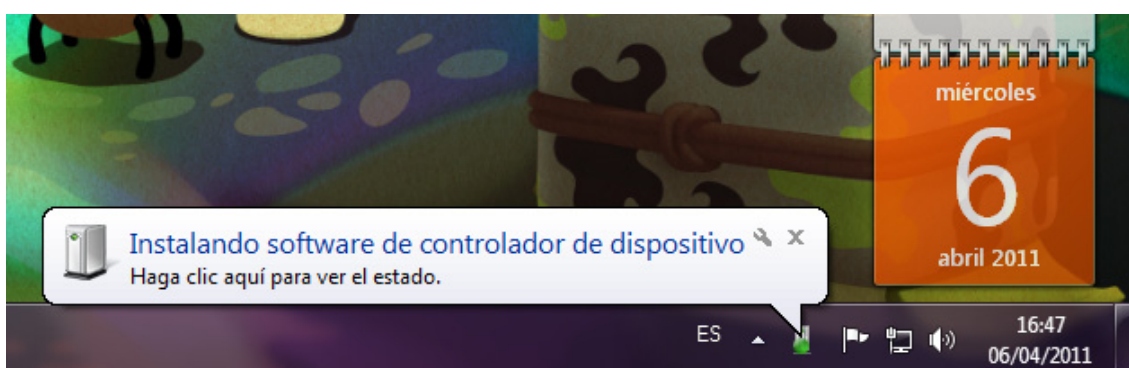 miércoles
6
abril 2011
Instalando software de controlador de dispositivo
Haga clic aquí para ver el estado.
ES
16:47
06/04/2011